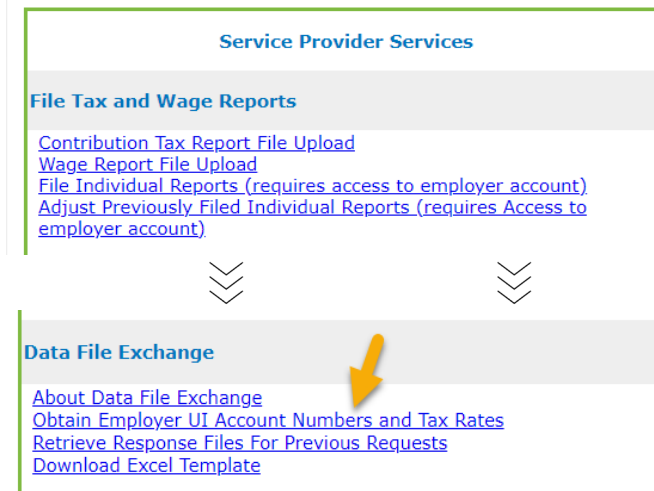 Service Provider Services
File Tax and Wage Reports
Contribution Tax Report File Upload
Wage Report File Upload
File Individual Reports (requires access to employer account)
Adjust Previously Filed Individual Reports (requires Access to
employer account)
Data File Exchange
About Data File Exchange
Obtain Employer UI Account Numbers and Tax Rates
Retrieve Response Files For Previous Requests
Download Excel Template